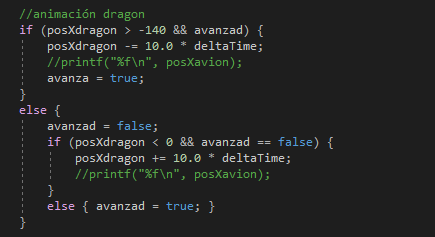 //animación dragon
if (posXdragon > -140 && avanzad) {
posXdragon -= 10.0 * deltaTime;
//printf("%f\n", posXavion);
avanza = true;
}
else {
avanzad = false;
if (posXdragon < 0 && avanzad == false) {
posXdragon += 10.0 * deltaTime;
//printf("%f\n", posXavion);
}
else { avanzad = true; }
}